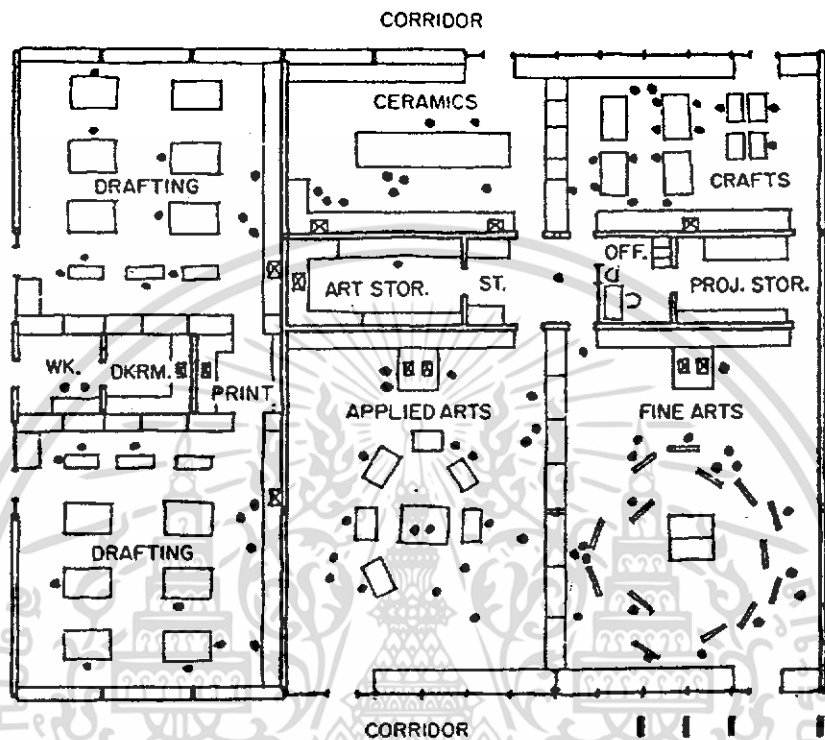 CORRIDOR
CERAMICS
DRAFTING
CRAFTS
OFF.
ART STOR.
ST.
PROJ. STOR.
WK.
DKRM.
PRINT
APPLIED ARTS
FINE ARTS
DRAFTING
CORRIDOR